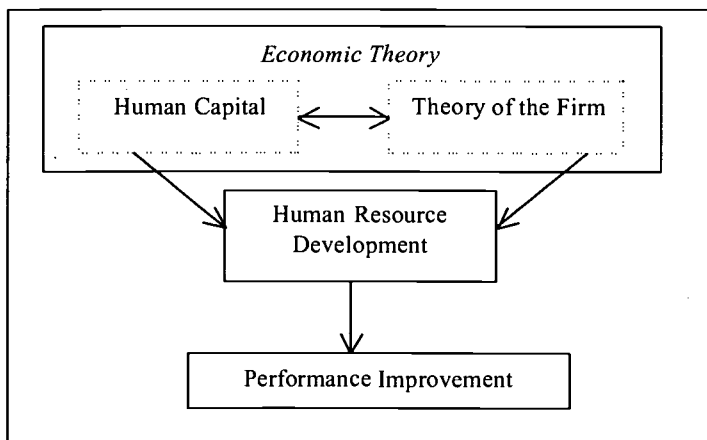 Economic Theory
Human Capital
Theory of the Firm
Human Resource
Development
Performance Improvement